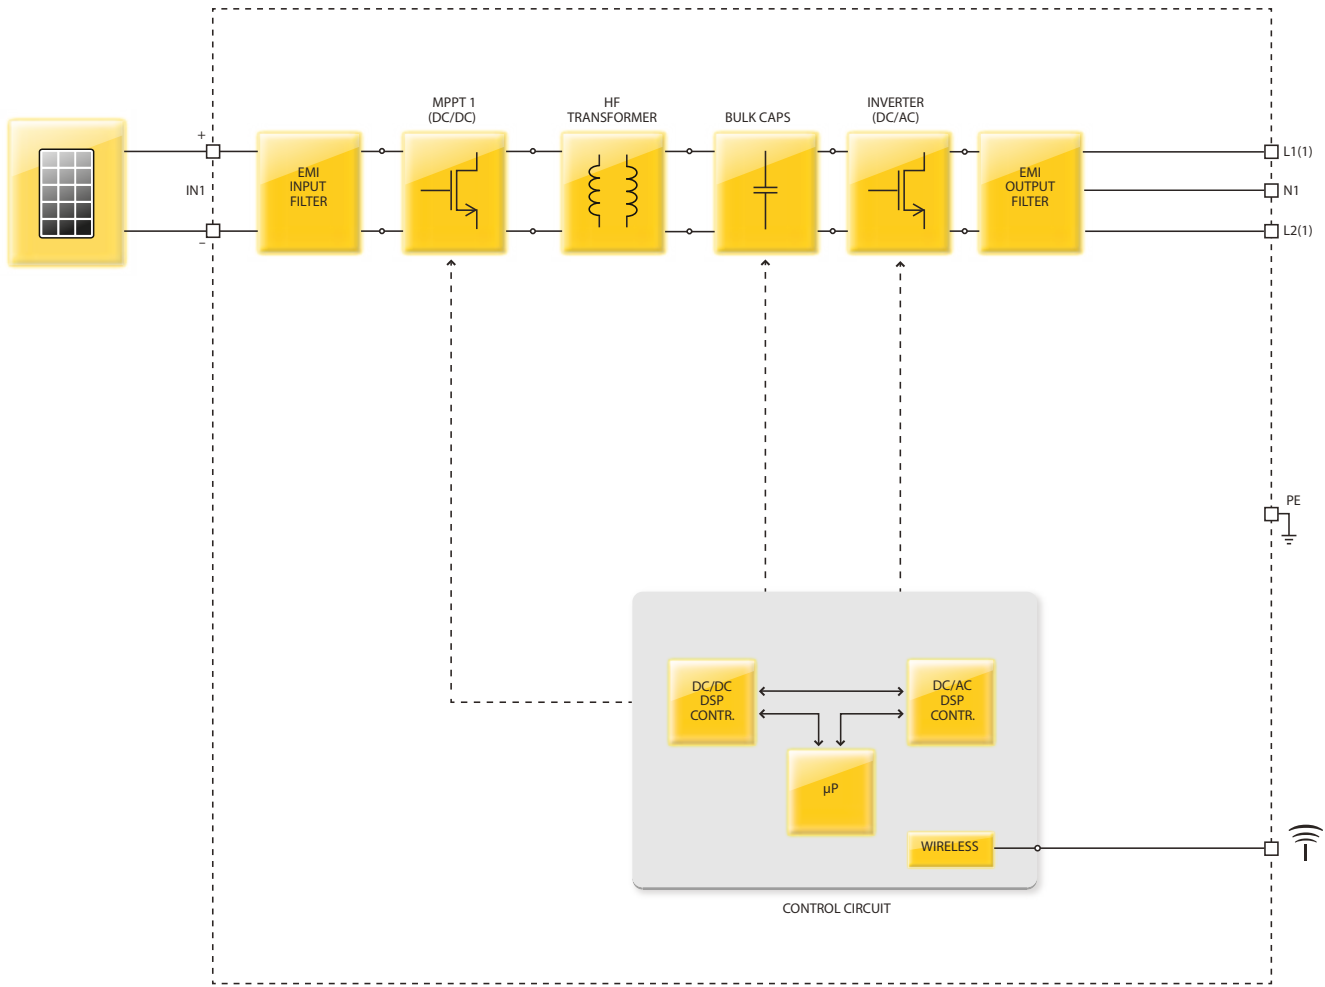 MPPT 1
(DC/DC)
HF
TRANSFORMER
BULK CAPS
INVERTER
(DC/AC)
+
IN1
–
EMI
INPUT
FILTER
EMI
OUTPUT
FILTER
L1(1)
N1
L2(1)
PE
DC/DC
DSP
CONTR.
DC/AC
DSP
CONTR.
µP
WIRELESS
CONTROL CIRCUIT